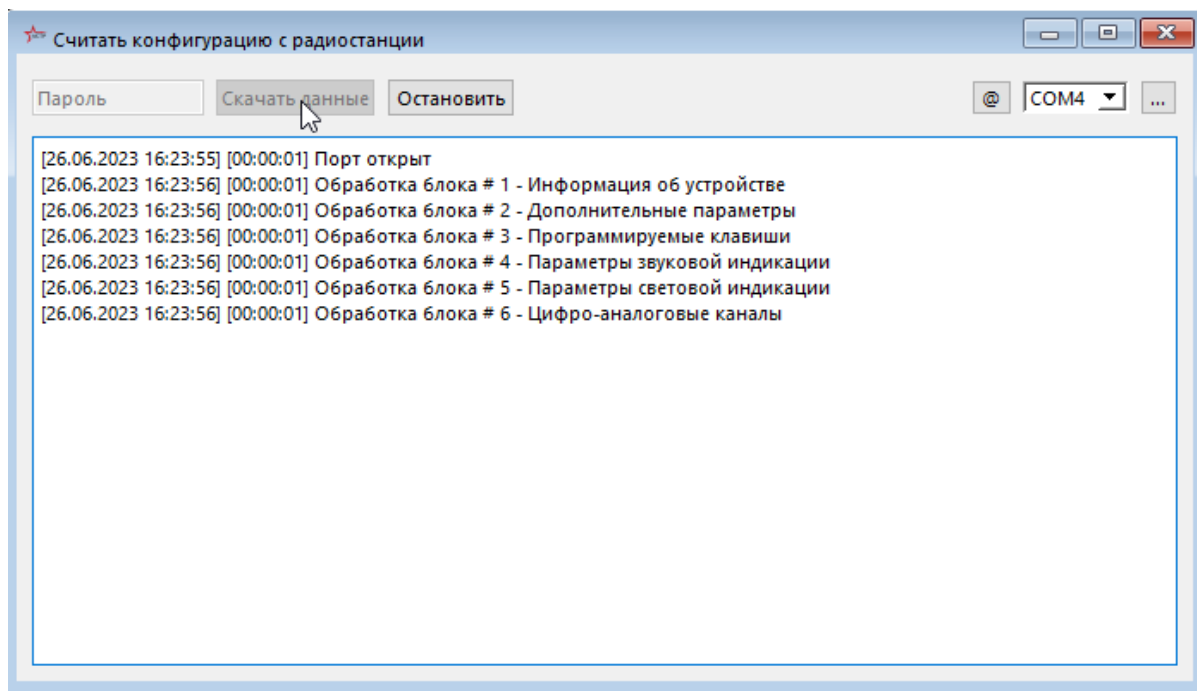 Считать конфигурацию с радиостанции
Пароль Скачать данные Остановить @ COM4 ...
[26.06.2023 16:23:55] [00:00:01] Порт открыт
[26.06.2023 16:23:56] [00:00:01] Обработка блока # 1 - Информация об устройстве
[26.06.2023 16:23:56] [00:00:01] Обработка блока # 2 - Дополнительные параметры
[26.06.2023 16:23:56] [00:00:01] Обработка блока # 3 - Программируемые клавиши
[26.06.2023 16:23:56] [00:00:01] Обработка блока # 4 - Параметры звуковой индикации
[26.06.2023 16:23:56] [00:00:01] Обработка блока # 5 - Параметры световой индикации
[26.06.2023 16:23:56] [00:00:01] Обработка блока # 6 - Цифро-аналоговые каналы